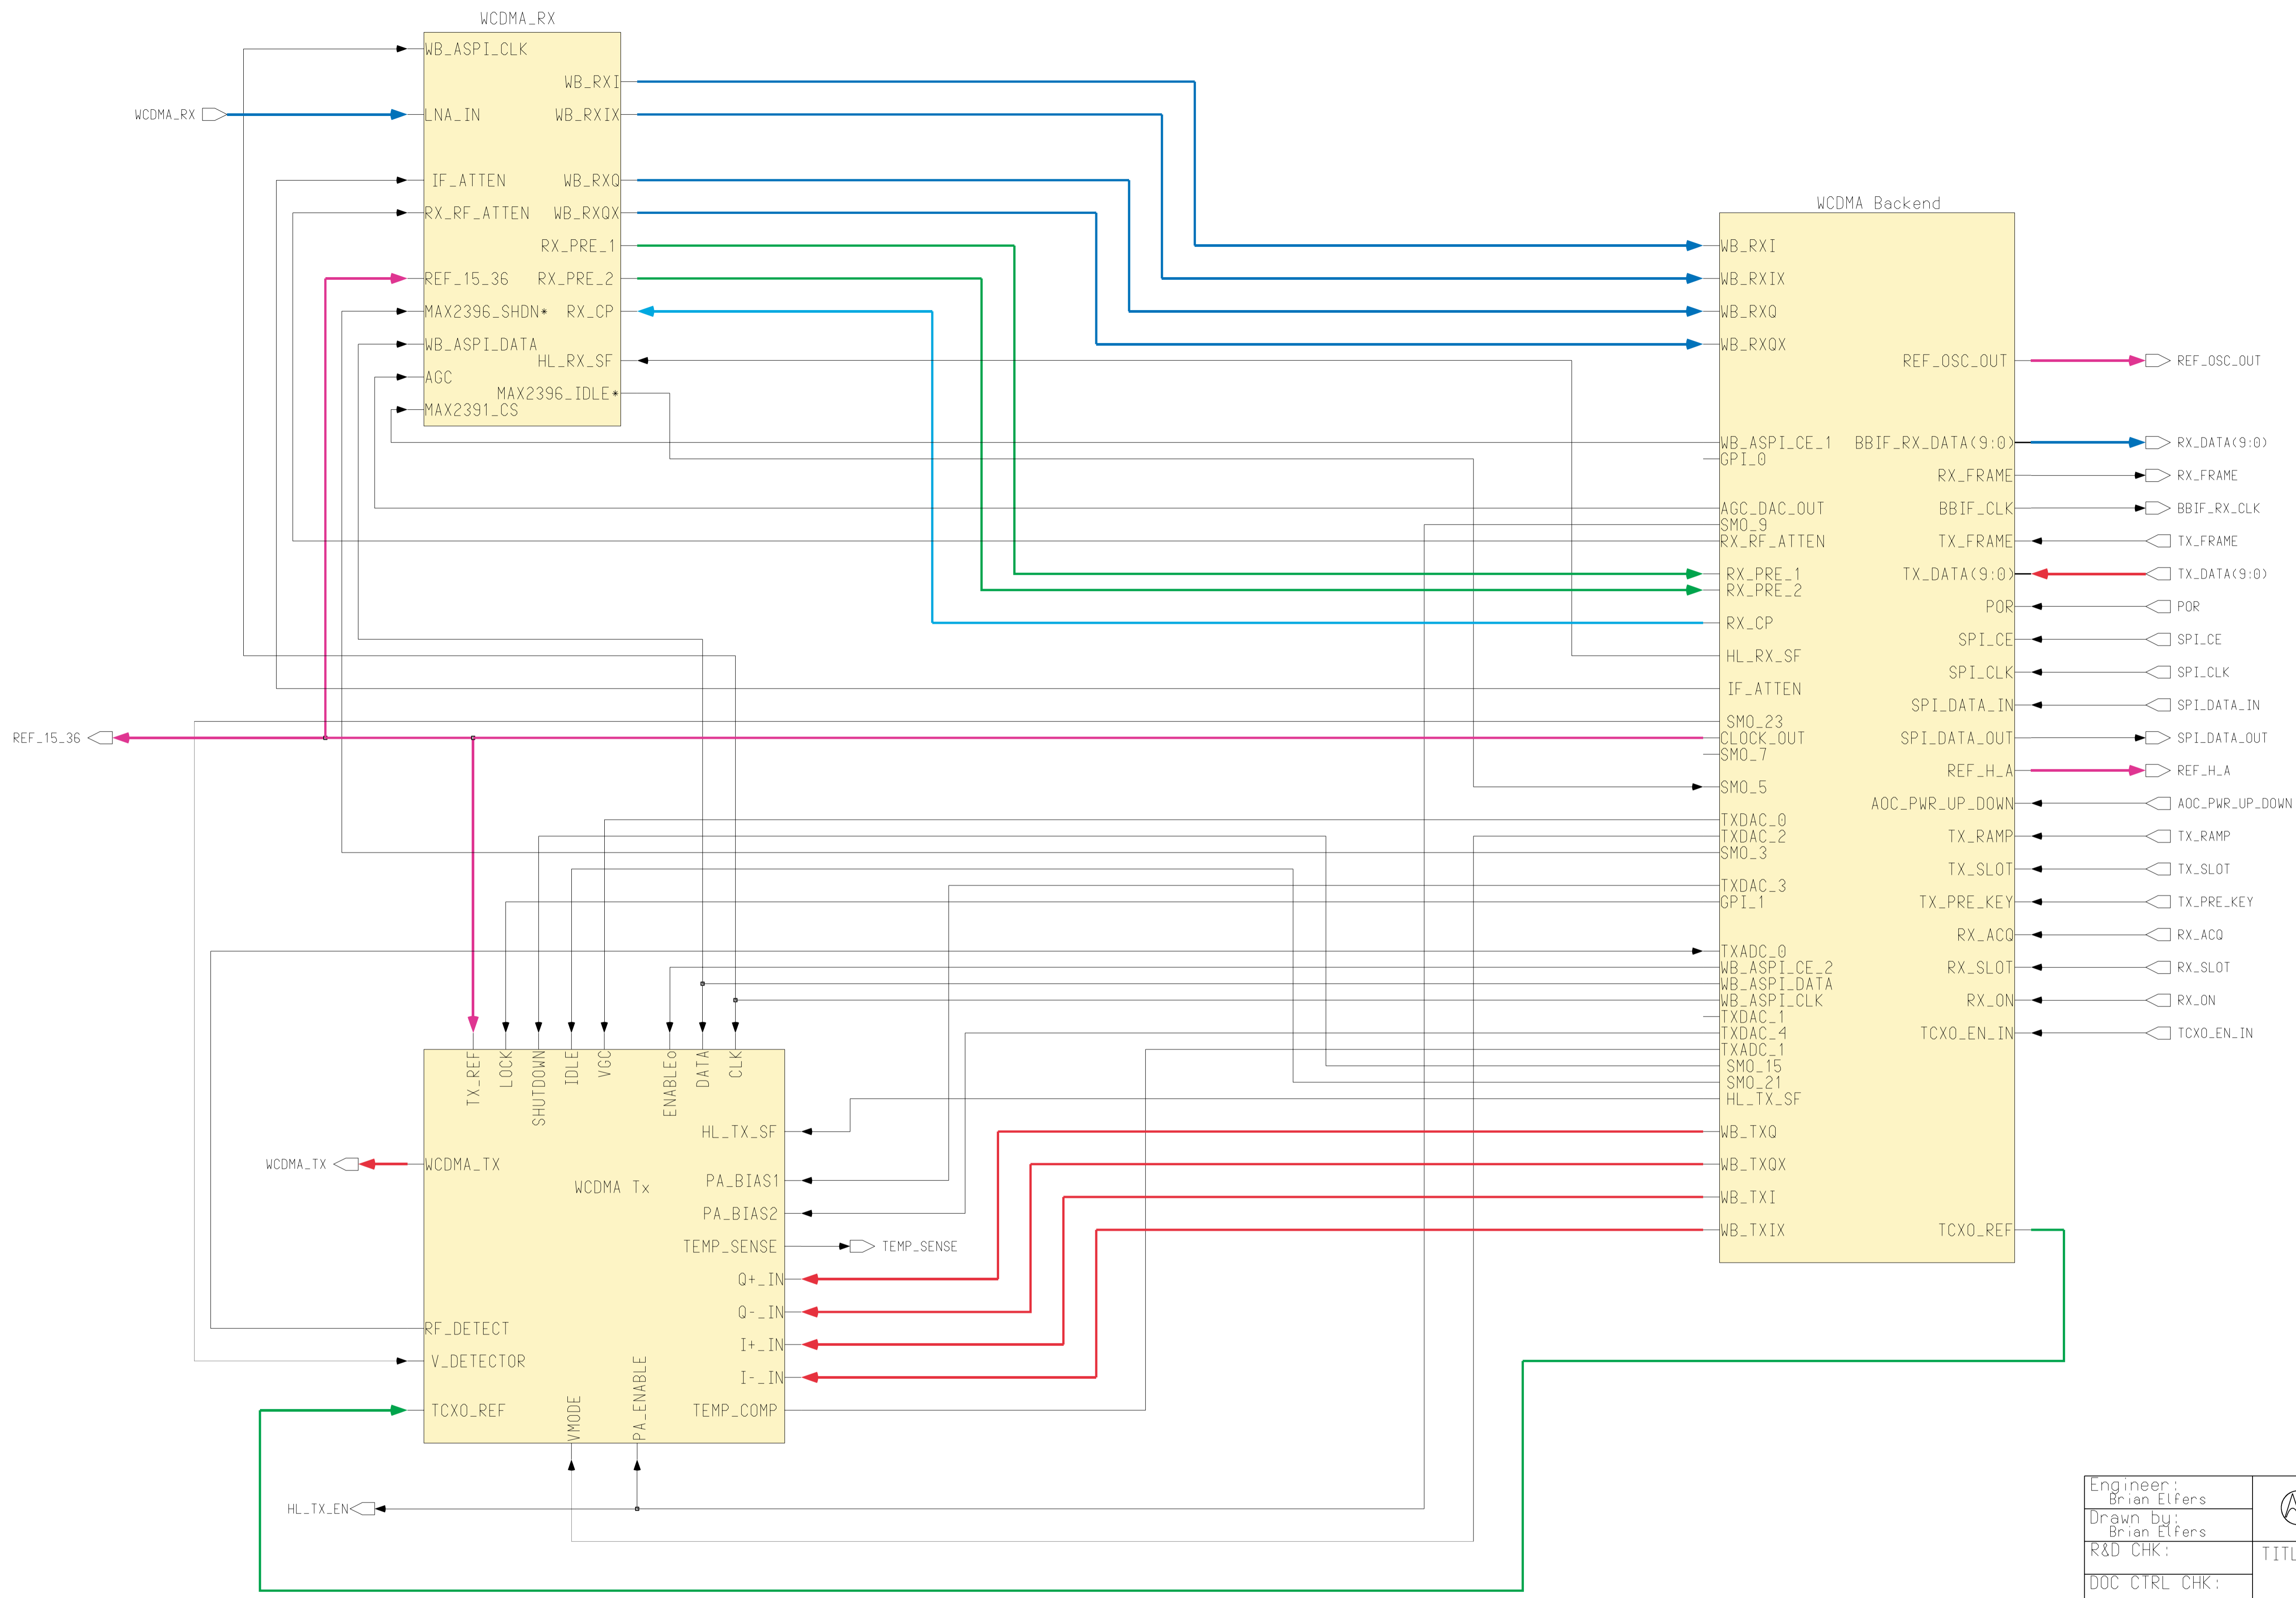 WCDMA_RX
WB_ASPI_CLK
WB_RXI
WCDMA_RX
LNA_IN
WB_RXIX
IF_ATTEN
WB_RXQ
RX_RF_ATTEN
WB_RXQX
RX_PRE_1
REF_15_36
RX_PRE_2
MAX2396_SHDN*
RX_CP
WB_ASPI_DATA
HL_RX_SF
AGC
MAX2396_IDLE*
MAX2391_CS
WCDMA Backend
WB_RXI
WB_RXIX
WB_RXQ
WB_RXQX
REF_OSC_OUT
REF_OSC_OUT
WB_ASPI_CE_1
BBIF_RX_DATA(9:0)
RX_DATA(9:0)
GPI_0
RX_FRAME
RX_FRAME
AGC_DAC_OUT
BBIF_CLK
BBIF_RX_CLK
SMO_9
RX_RF_ATTEN
TX_FRAME
TX_FRAME
RX_PRE_1
TX_DATA(9:0)
TX_DATA(9:0)
RX_PRE_2
POR
POR
RX_CP
SPI_CE
SPI_CE
HL_RX_SF
SPI_CLK
SPI_CLK
IF_ATTEN
SPI_DATA_IN
SPI_DATA_IN
SMO_23
REF_15_36
CLOCK_OUT
SPI_DATA_OUT
SPI_DATA_OUT
SMO_7
REF_H_A
REF_H_A
SMO_5
AOC_PWR_UP_DOWN
AOC_PWR_UP_DOWN
TXDAC_0
TXDAC_2
TX_RAMP
TX_RAMP
SMO_3
TX_SLOT
TX_SLOT
TXDAC_3
GPI_1
TX_PRE_KEY
TX_PRE_KEY
RX_ACQ
RX_ACQ
TXADC_0
WB_ASPI_CE_2
RX_SLOT
RX_SLOT
WB_ASPI_DATA
WB_ASPI_CLK
RX_ON
RX_ON
TXDAC_1
TXDAC_4
TCXO_EN_IN
TCXO_EN_IN
TXADC_1
SMO_15
SMO_21
HL_TX_SF
WB_TXQ
WB_TXQX
WB_TXI
WB_TXIX
TCXO_REF
TX_REF
LOCK
SHUTDOWN
IDLE
VGC
ENABLEo
DATA
CLK
HL_TX_SF
WCDMA_TX
WCDMA_TX
WCDMA Tx
PA_BIAS1
PA_BIAS2
TEMP_SENSE
TEMP_SENSE
Q+_IN
Q-_IN
RF_DETECT
I+_IN
V_DETECTOR
I-_IN
TCXO_REF
VMODE
PA_ENABLE
TEMP_COMP
HL_TX_EN
Engineer:
Brian Elfers
Drawn by:
Brian Elfers
R&D CHK:
TITL
DOC CTRL CHK: